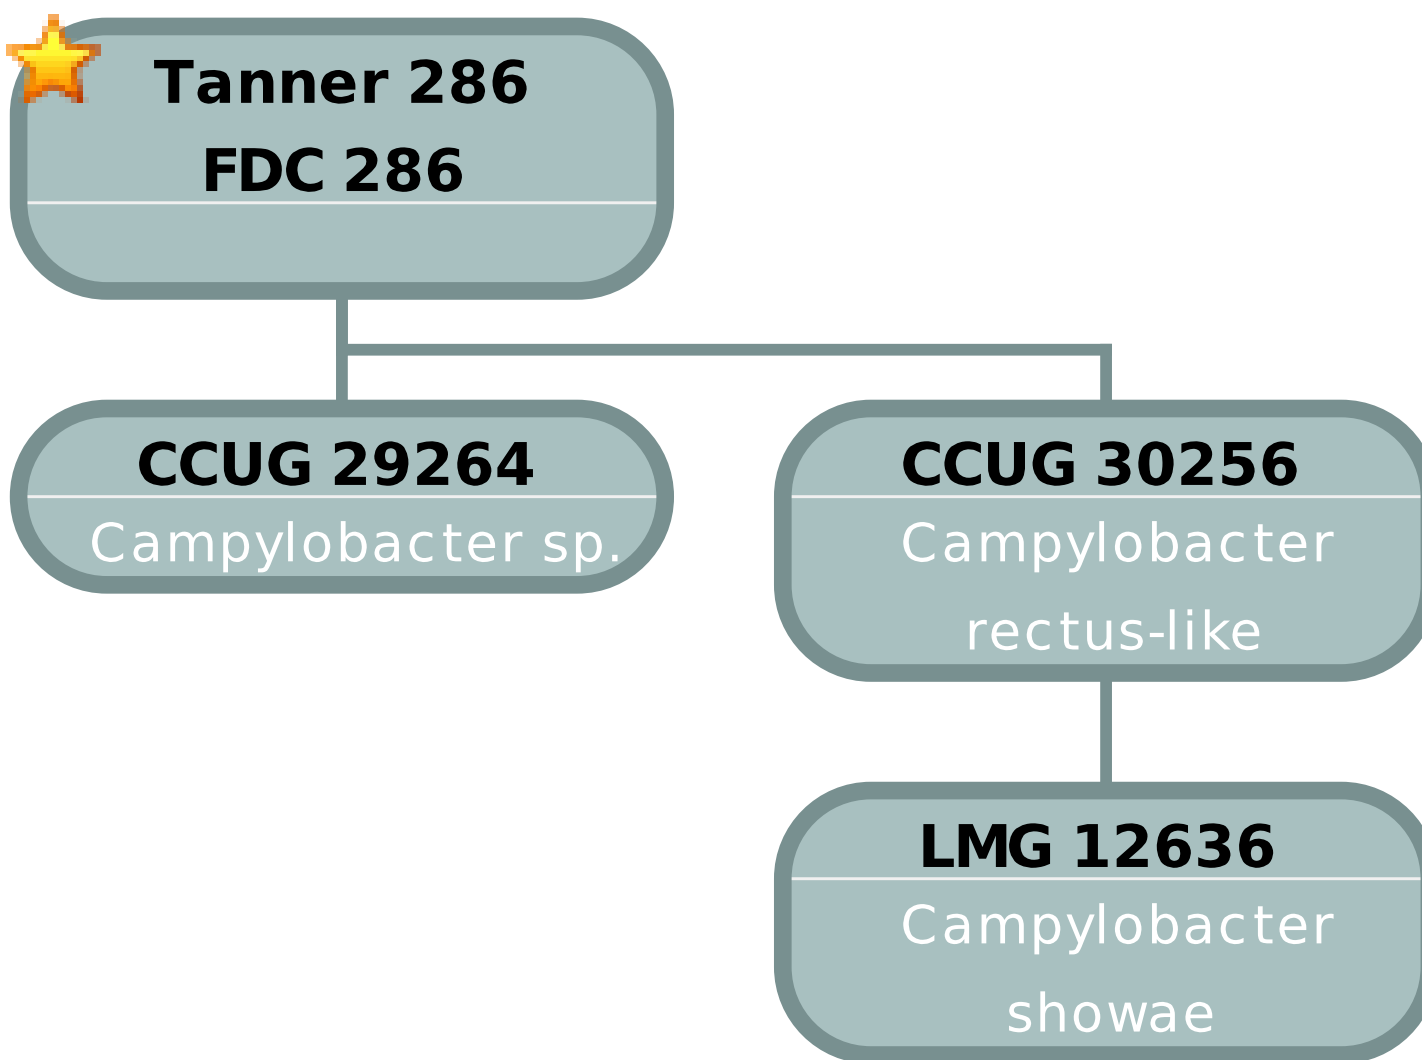 Tanner 286
FDC 286
CCUG 29264
Campylobacter sp.
CCUG 30256
Campylobacter
rectus-like
LMG 12636
Campylobacter
showae